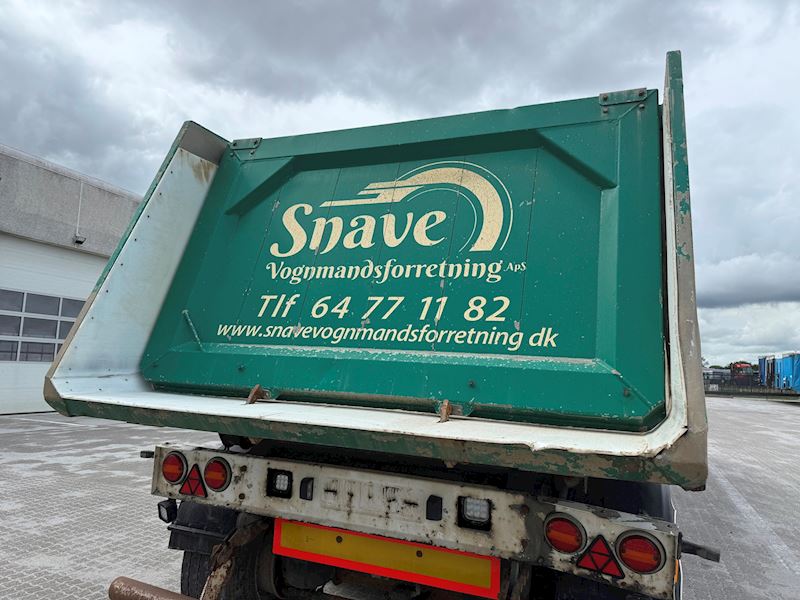 Snave
Vognmandsforretning ApS
Tlf 64 77 11 82
www.snavevognmandsforretning.dk